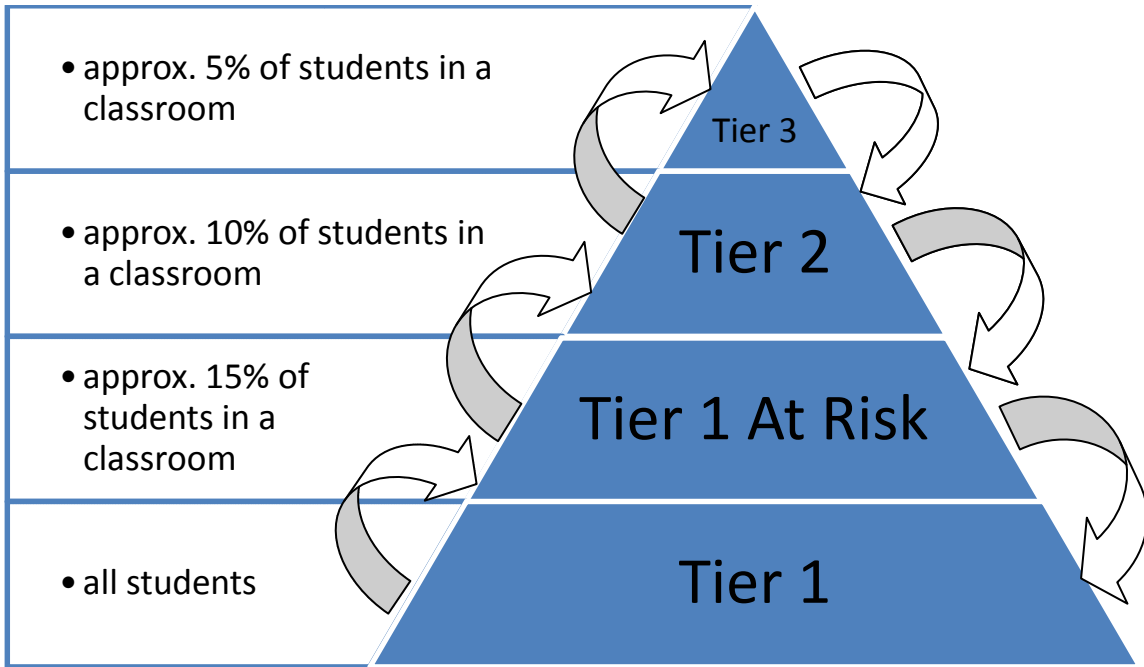 • approx. 5% of students in a
classroom
Tier 3
• approx. 10% of students in
a classroom
Tier 2
• approx. 15% of
students in a
classroom
Tier 1 At Risk
• all students
Tier 1